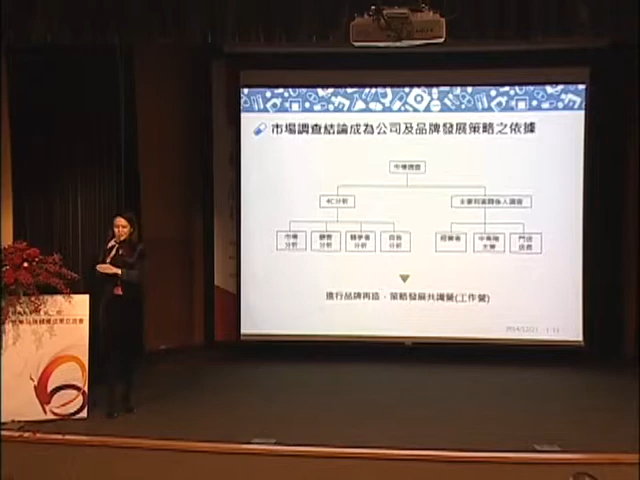 市場調查結論成為公司及品牌發展策略之依據
市場調查
4C分析
主要利害關係人調查
市場
分析
顧客
分析
競爭者
分析
自我
分析
經營者
中高階
主管
門店
店員
進行品牌再造、策略發展共識營(工作營)